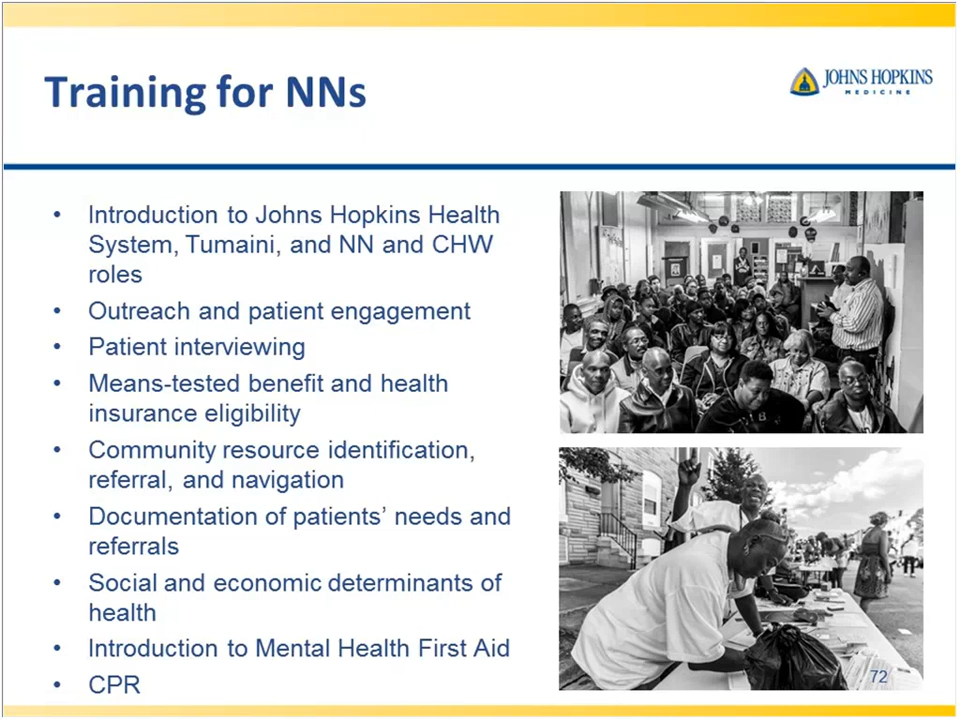 Training for NNs
JOHNS HOPKINS
MEDICINE
• Introduction to Johns Hopkins Health
System, Tumaini, and NN and CHW
roles
• Outreach and patient engagement
• Patient interviewing
• Means-tested benefit and health
insurance eligibility
• Community resource identification,
referral, and navigation
• Documentation of patients’ needs and
referrals
• Social and economic determinants of
health
• Introduction to Mental Health First Aid
• CPR
72